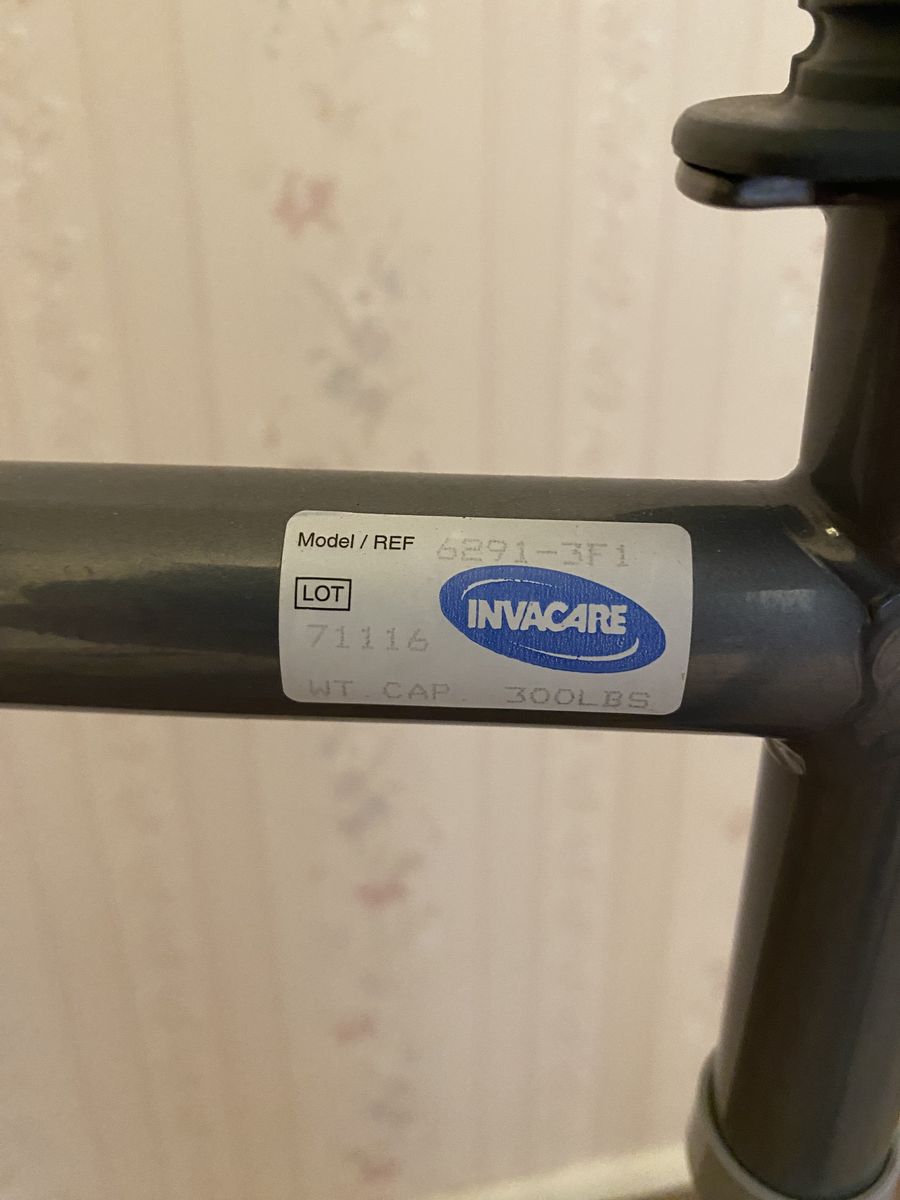 Model / REF 6291-3F1
LOT
INVACARE
71116
WT. CAP. 300LBS